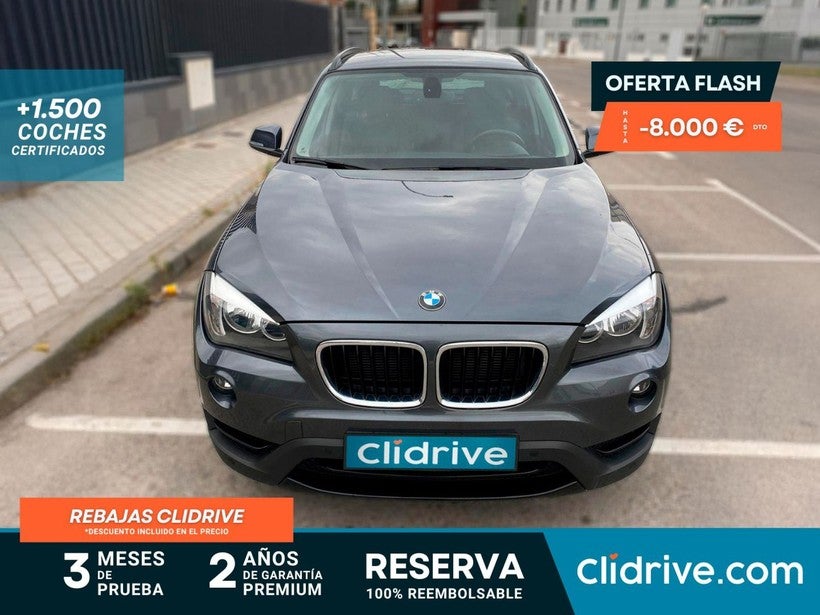 +1.500
COCHES
CERTIFICADOS
OFERTA FLASH
HASTA
-8.000 € DTO
Clidrive
REBAJAS CLIDRIVE
*DESCUENTO INCLUIDO EN EL PRECIO
3 MESES
DE
PRUEBA
2 AÑOS
DE GARANTÍA
PREMIUM
RESERVA
100% REEMBOLSABLE
Clidrive.com